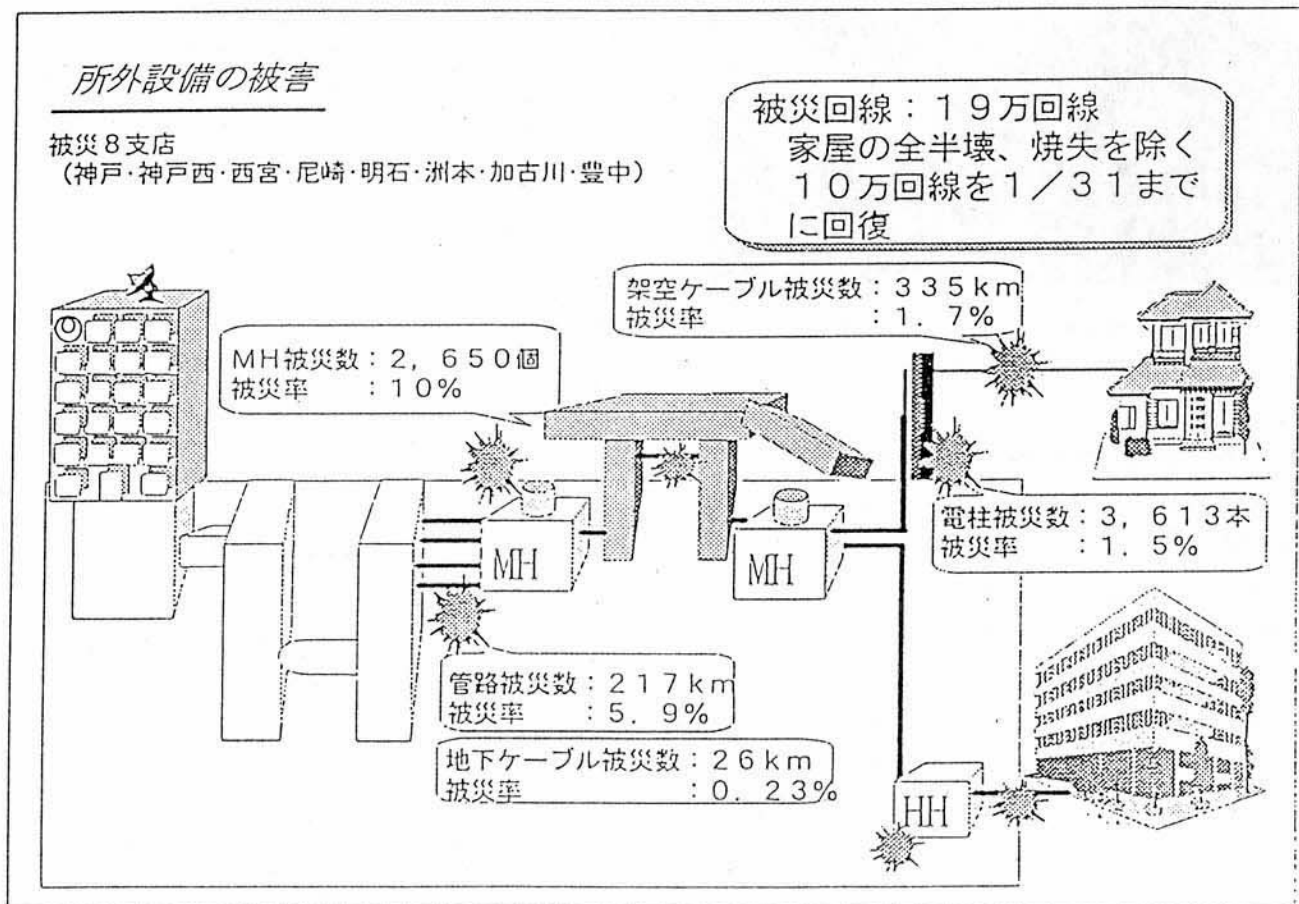 所外設備の被害
被災8支店
(神戸・神戸西・西宮・尼崎・明石・洲本・加古川・豊中)
被災回線：19万回線
家屋の全半壊、焼失を除く
10万回線を1／31まで
に回復
架空ケーブル被災数：335km
被災率：1．7%
MH被災数：2，650個
被災率：10%
MH
MH
電柱被災数：3，613本
被災率：1．5%
管路被災数：217km
被災率：5．9%
地下ケーブル被災数：26km
被災率：0．23%
HH